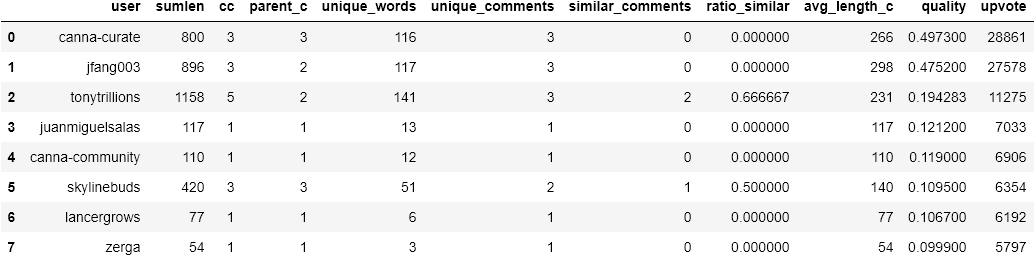 user sumlen cc parent_c unique_words unique_comments similar_comments ratio_similar avg_length_c quality upvote
0 canna-curate 800 3 3 116 3 0 0.000000 266 0.497300 28861
1 jfang003 896 3 2 117 3 0 0.000000 298 0.475200 27578
2 tonytrillions 1158 5 2 141 3 2 0.666667 231 0.194283 11275
3 juanmiguelsalas 117 1 1 13 1 0 0.000000 117 0.121200 7033
4 canna-community 110 1 1 12 1 0 0.000000 110 0.119000 6906
5 skylinebuds 420 3 3 51 2 1 0.500000 140 0.109500 6354
6 lancergrows 77 1 1 6 1 0 0.000000 77 0.106700 6192
7 zerga 54 1 1 3 1 0 0.000000 54 0.099900 5797